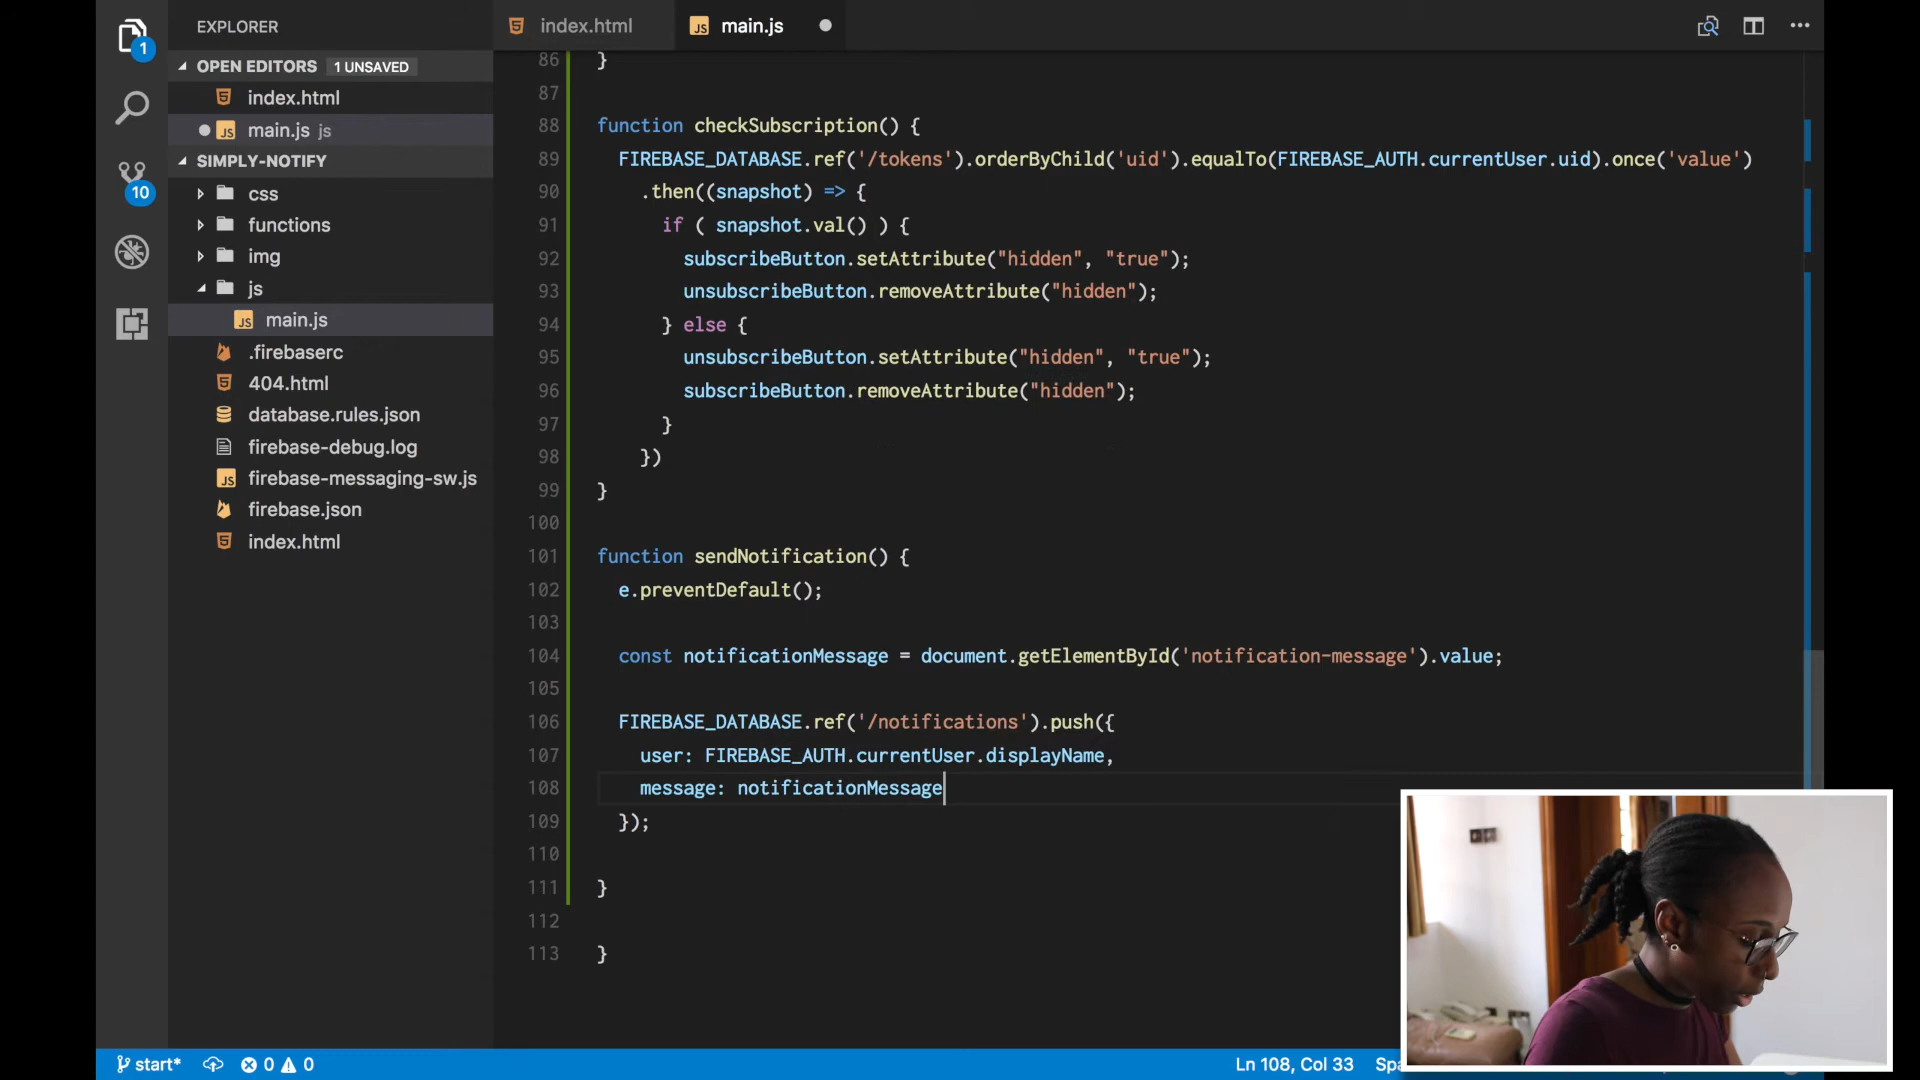 EXPLORER
index.html
JS main.js
1
OPEN EDITORS 1 UNSAVED
index.html
JS main.js js
SIMPLY-NOTIFY
10
css
functions
img
js
JS main.js
.firebaserc
404.html
database.rules.json
firebase-debug.log
JS firebase-messaging-sw.js
firebase.json
index.html
86 }
87
88 function checkSubscription() {
89 FIREBASE_DATABASE.ref('/tokens').orderByChild('uid').equalTo(FIREBASE_AUTH.currentUser.uid).once('value')
90 .then((snapshot) => {
91 if ( snapshot.val() ) {
92 subscribeButton.setAttribute("hidden", "true");
93 unsubscribeButton.removeAttribute("hidden");
94 } else {
95 unsubscribeButton.setAttribute("hidden", "true");
96 subscribeButton.removeAttribute("hidden");
97 }
98 })
99 }
100
101 function sendNotification() {
102 e.preventDefault();
103
104 const notificationMessage = document.getElementById('notification-message').value;
105
106 FIREBASE_DATABASE.ref('/notifications').push({
107 user: FIREBASE_AUTH.currentUser.displayName,
108 message: notificationMessage
109 });
110
111 }
112
113 }
start* 0 0
Ln 108, Col 33